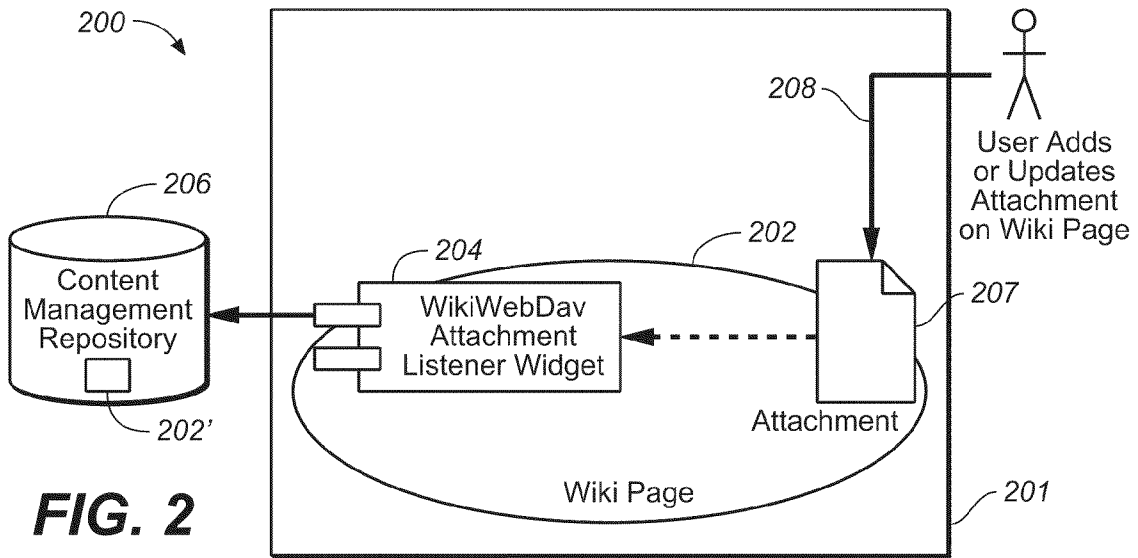 200
208
User Adds
or Updates
Attachment
on Wiki Page
206
Content
Management
Repository
202'
204
WikiWebDav
Attachment
Listener Widget
202
207
Attachment
Wiki Page
201
FIG. 2